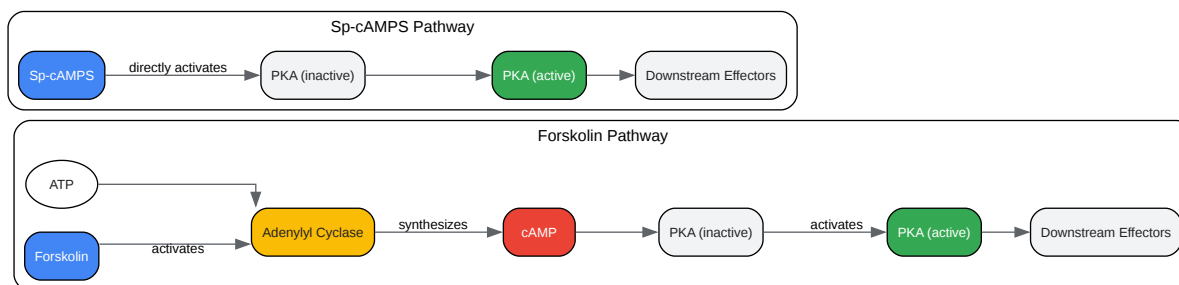 Sp-cAMPS Pathway
Sp-cAMPS
directly activates
PKA (inactive)
PKA (active)
Downstream Effectors
Forskolin Pathway
ATP
Forskolin
activates
Adenylyl Cyclase
synthesizes
cAMP
PKA (inactive)
activates
PKA (active)
Downstream Effectors